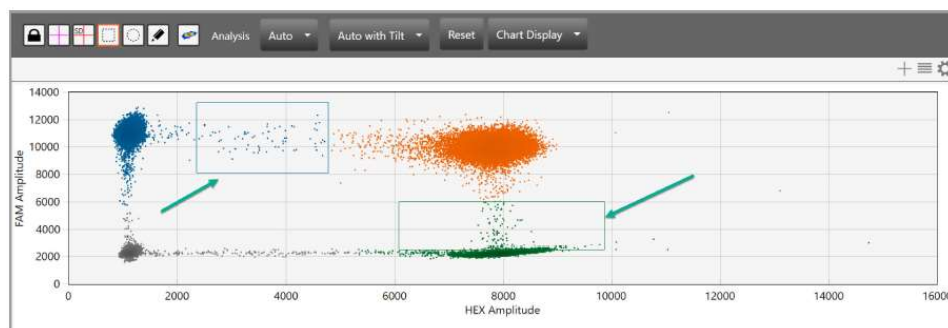 SD Analysis Auto Auto with Tilt Reset Chart Display
14000
12000
10000
8000
6000
4000
2000
0
FAM Amplitude
0 2000 4000 6000 8000 10000 12000 14000 16000
HEX Amplitude